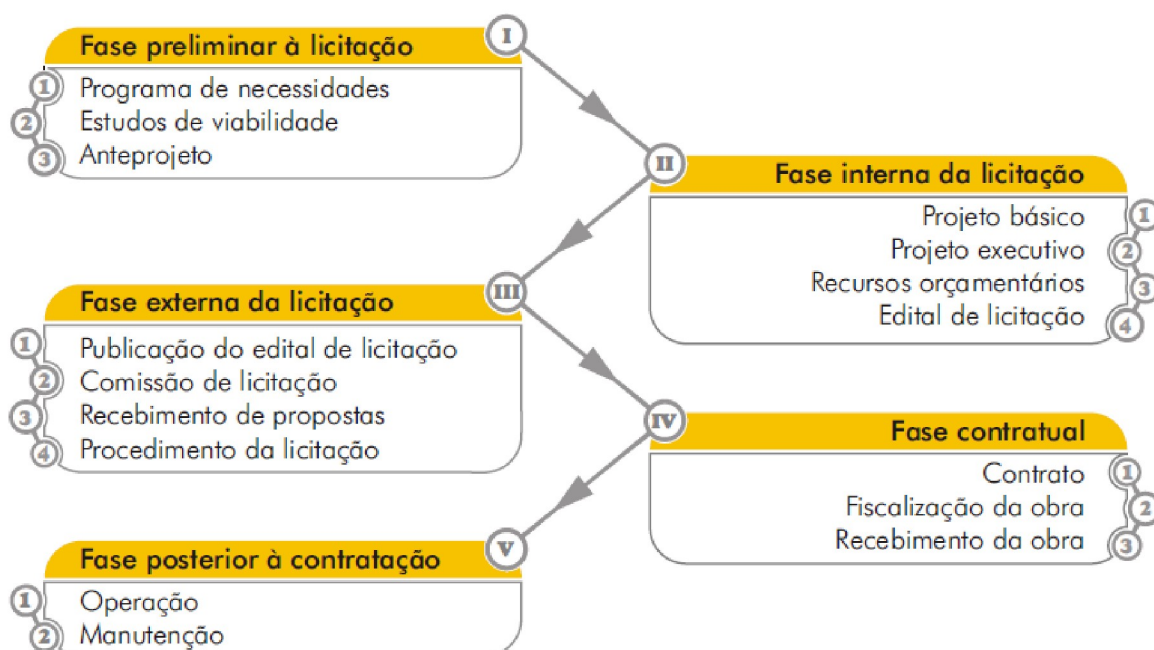 Fase preliminar à licitação
I
1 Programa de necessidades
2 Estudos de viabilidade
3 Anteprojeto
II
Fase interna da licitação
Projeto básico 1
Projeto executivo 2
Recursos orçamentários 3
Edital de licitação 4
Fase externa da licitação
III
1 Publicação do edital de licitação
2 Comissão de licitação
3 Recebimento de propostas
4 Procedimento da licitação
IV
Fase contratual
Contrato 1
Fiscalização da obra 2
Recebimento da obra 3
Fase posterior à contratação
V
1 Operação
2 Manutenção